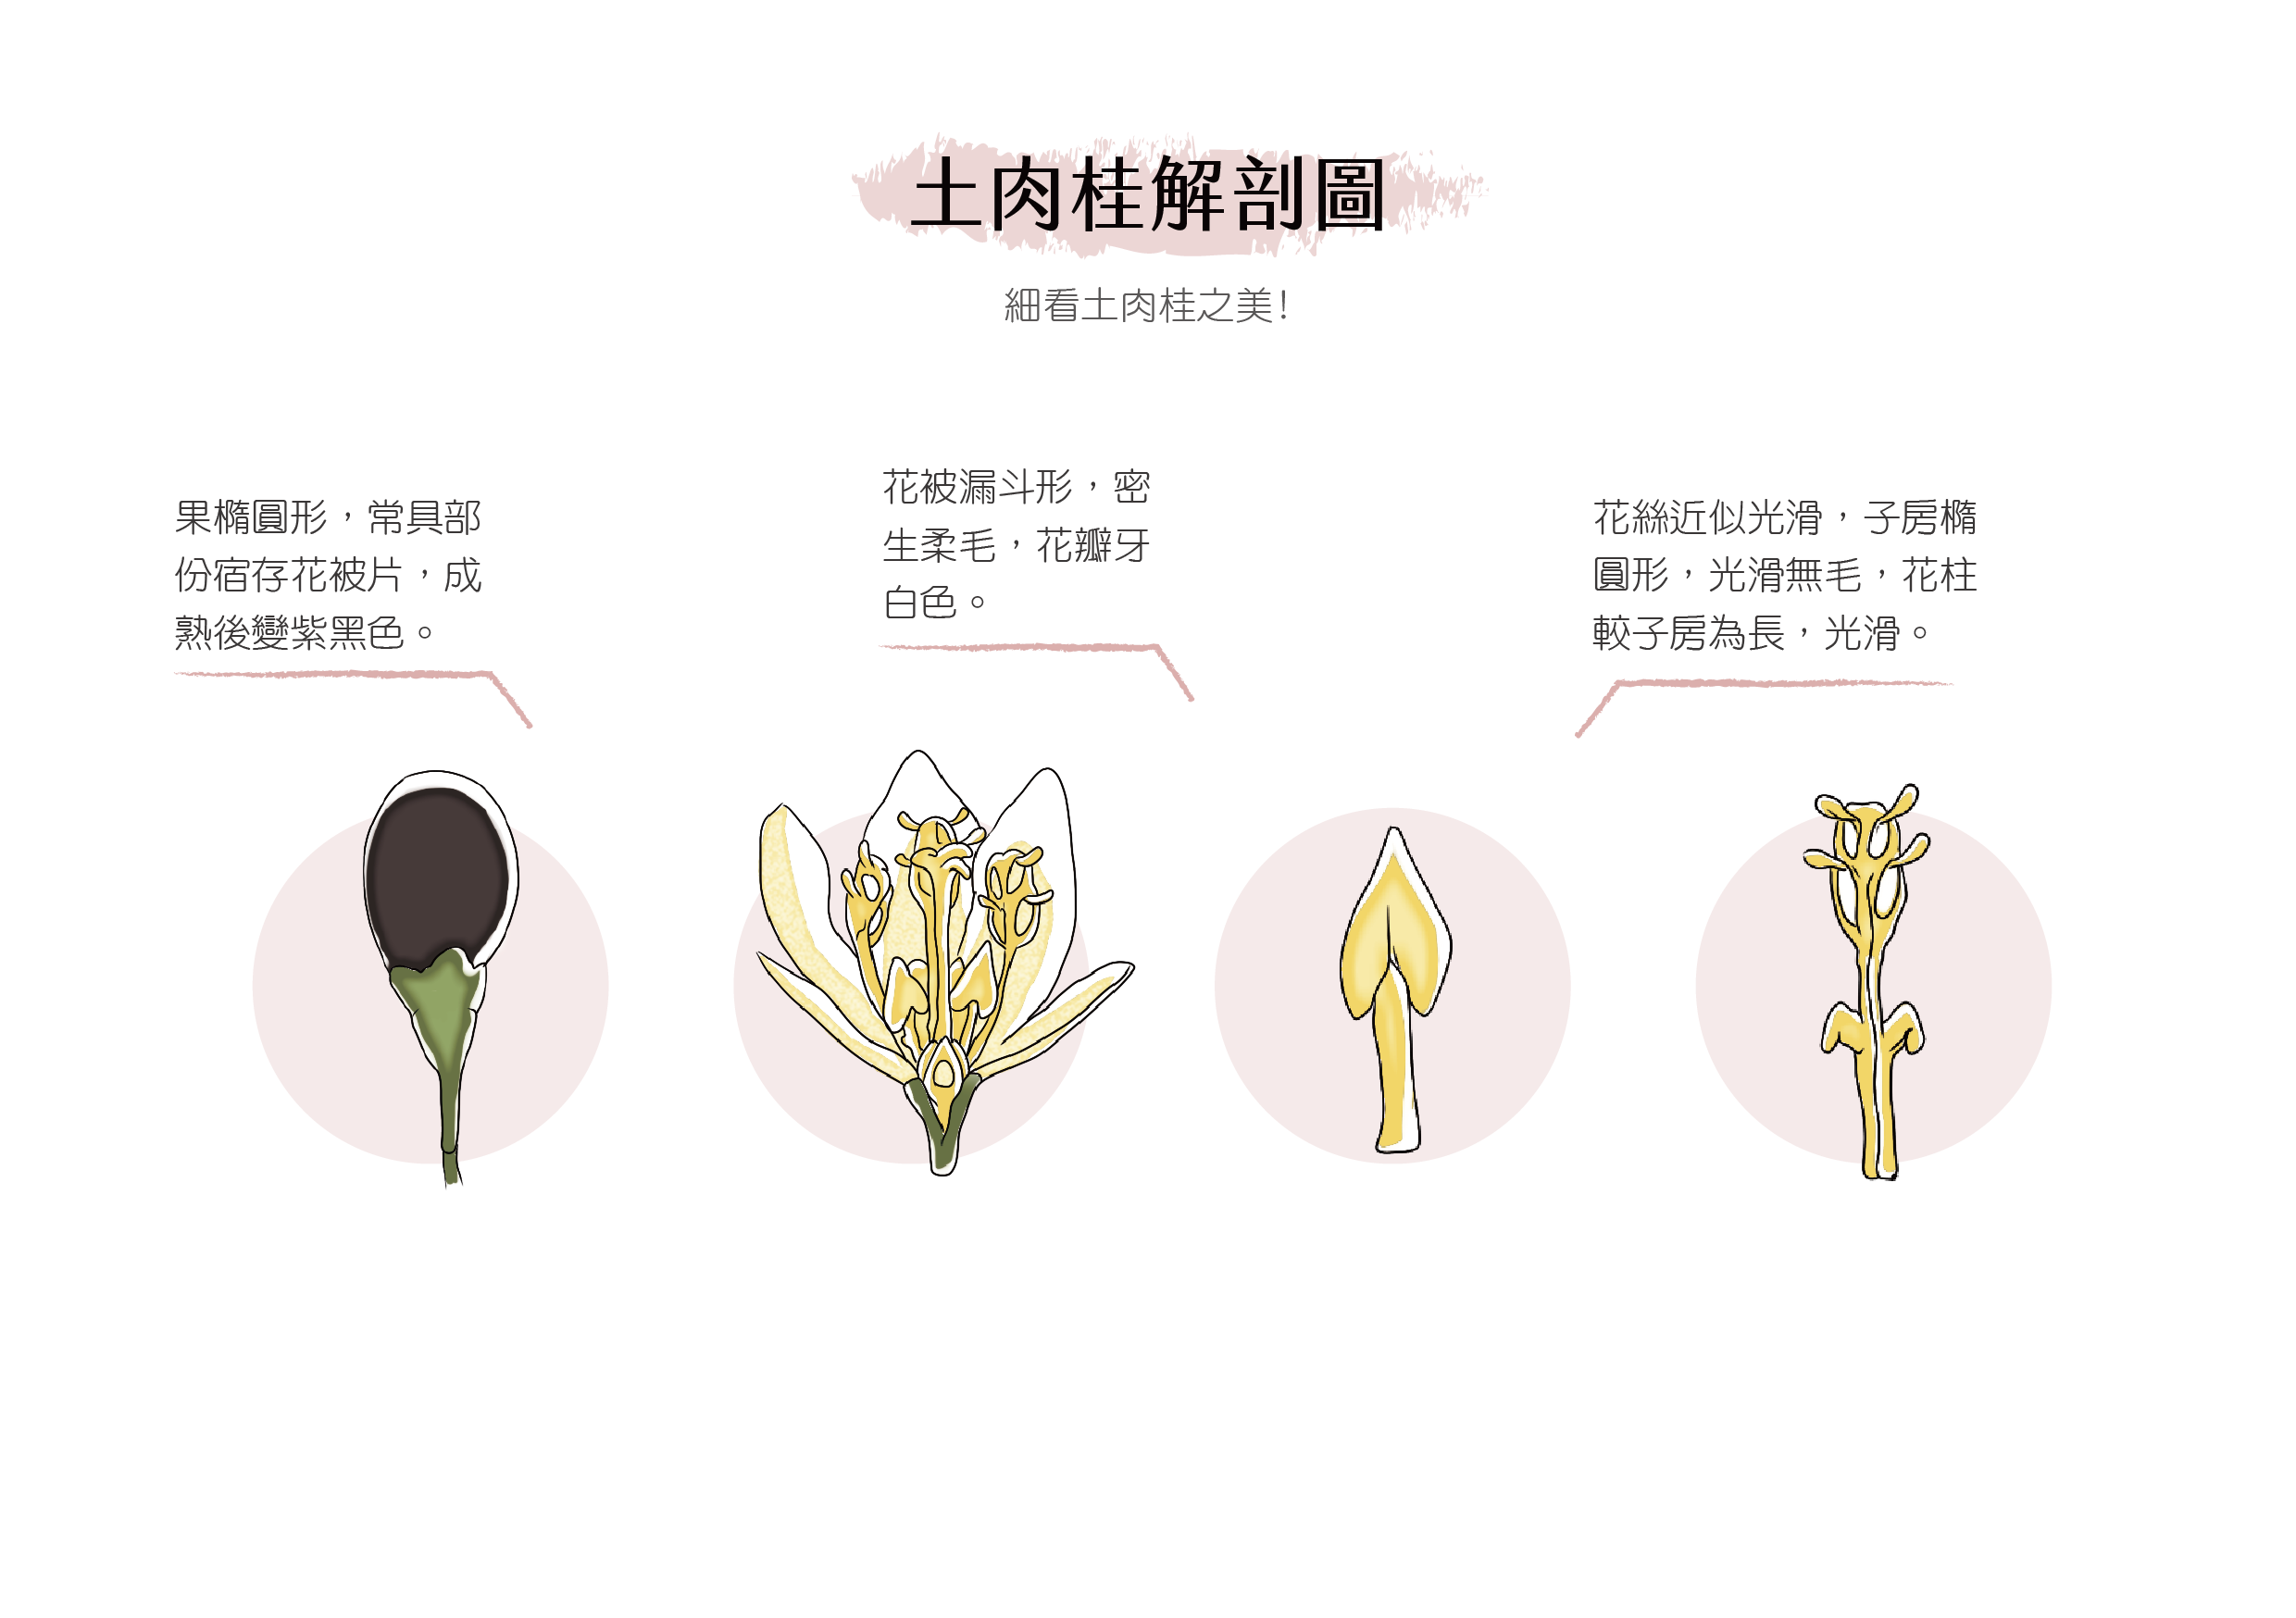 土肉桂解剖圖
細看土肉桂之美!
果橢圓形，常具部
份宿存花被片，成
熟後變紫黑色。
花被漏斗形，密
生柔毛，花瓣牙
白色。
花絲近似光滑，子房橢
圓形，光滑無毛，花柱
較子房為長，光滑。